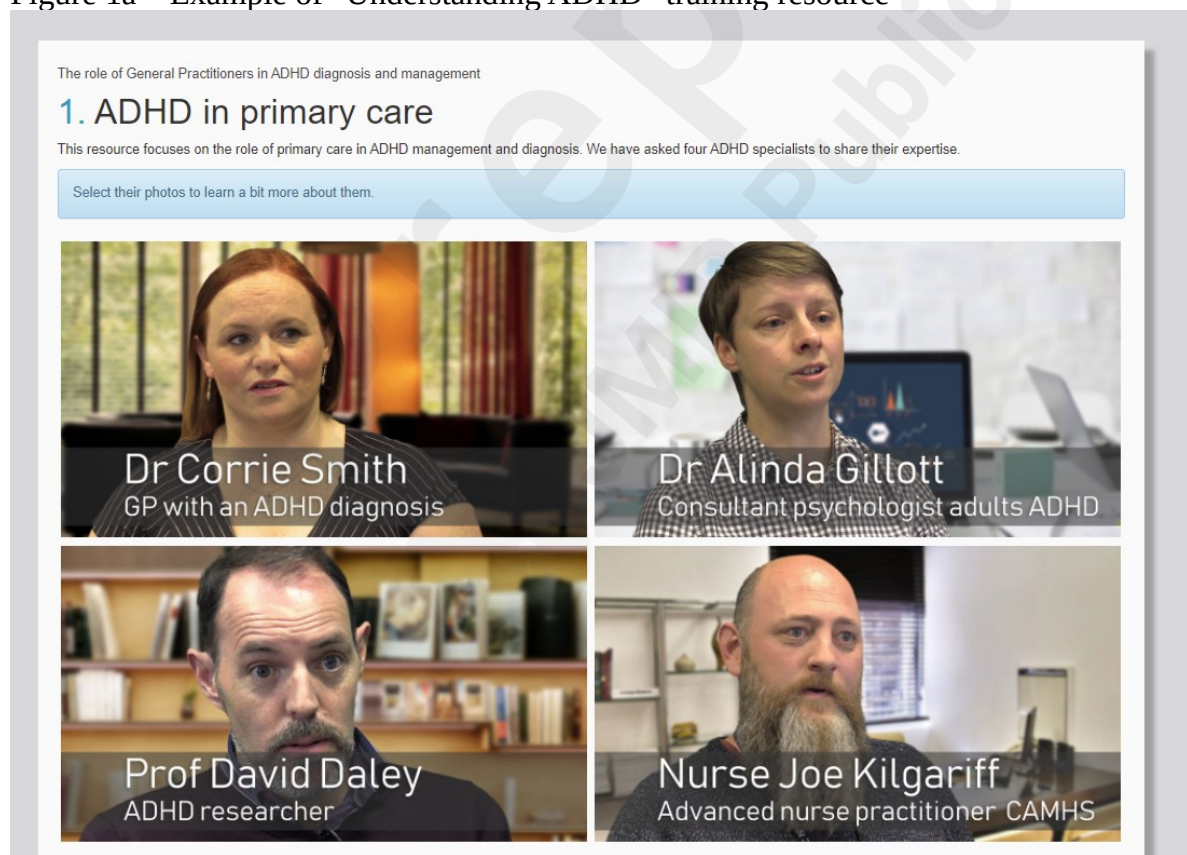 Figure 1a – Example of "Understanding ADHD" training resource
The role of General Practitioners in ADHD diagnosis and management
1. ADHD in primary care
This resource focuses on the role of primary care in ADHD management and diagnosis. We have asked four ADHD specialists to share their expertise.
Select their photos to learn a bit more about them.
Dr Corrie Smith
GP with an ADHD diagnosis
Dr Alinda Gillott
Consultant psychologist adults ADHD
Prof David Daley
ADHD researcher
Nurse Joe Kilgariff
Advanced nurse practitioner CAMHS